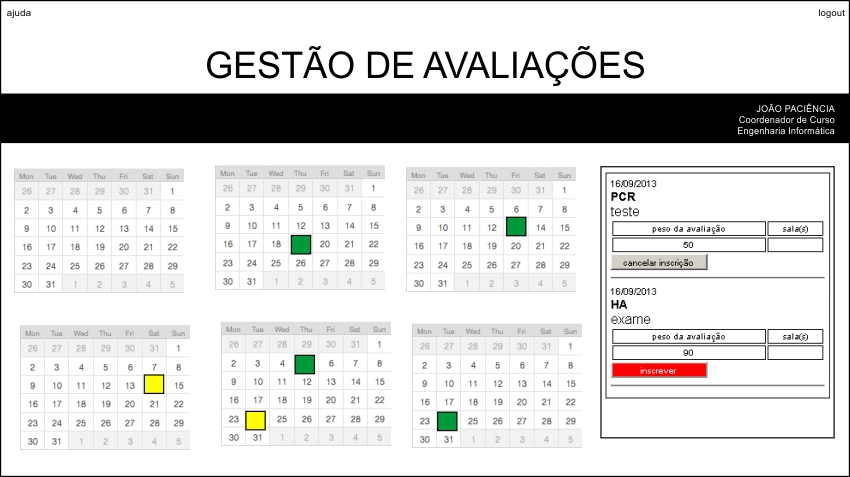 ajuda
logout
GESTÃO DE AVALIAÇÕES
JOÃO PACIÊNCIA
Coordenador de Curso
Engenharia Informática
Mon Tue Wed Thu Fri Sat Sun
26 27 28 29 30 31 1
2 3 4 5 6 7 8
9 10 11 12 13 14 15
16 17 18 19 20 21 22
23 24 25 26 27 28 29
30 31 1 2 3 4 5
Mon Tue Wed Thu Fri Sat Sun
26 27 28 29 30 31 1
2 3 4 5 6 7 8
9 10 11 12 13 14 15
16 17 18 20 21 22
23 24 25 26 27 28 29
30 31 1 2 3 4 5
Mon Tue Wed Thu Fri Sat Sun
26 27 28 29 30 31 1
2 3 4 5 6 7 8
9 10 11 12 14 15
16 17 18 19 20 21 22
23 24 25 26 27 28 29
30 31 1 2 3 4 5
Mon Tue Wed Thu Fri Sat Sun
26 27 28 29 30 31 1
2 3 4 5 6 7 8
9 10 11 12 13 15
16 17 18 19 20 21 22
23 24 25 26 27 28 29
30 31 1 2 3 4 5
Mon Tue Wed Thu Fri Sat Sun
26 27 28 29 30 31 1
2 3 4 6 7 8
9 10 11 12 13 14 15
16 17 18 19 20 21 22
23 25 26 27 28 29
30 31 1 2 3 4 5
Mon Tue Wed Thu Fri Sat Sun
26 27 28 29 30 31 1
2 3 4 5 6 7 8
9 10 11 12 13 14 15
16 17 18 19 20 21 22
23 25 26 27 28 29
30 31 1 2 3 4 5
16/09/2013
PCR
teste
peso da avaliação sala(s)
50
cancelar inscrição
16/09/2013
HA
exame
peso da avaliação sala(s)
90
inscrever